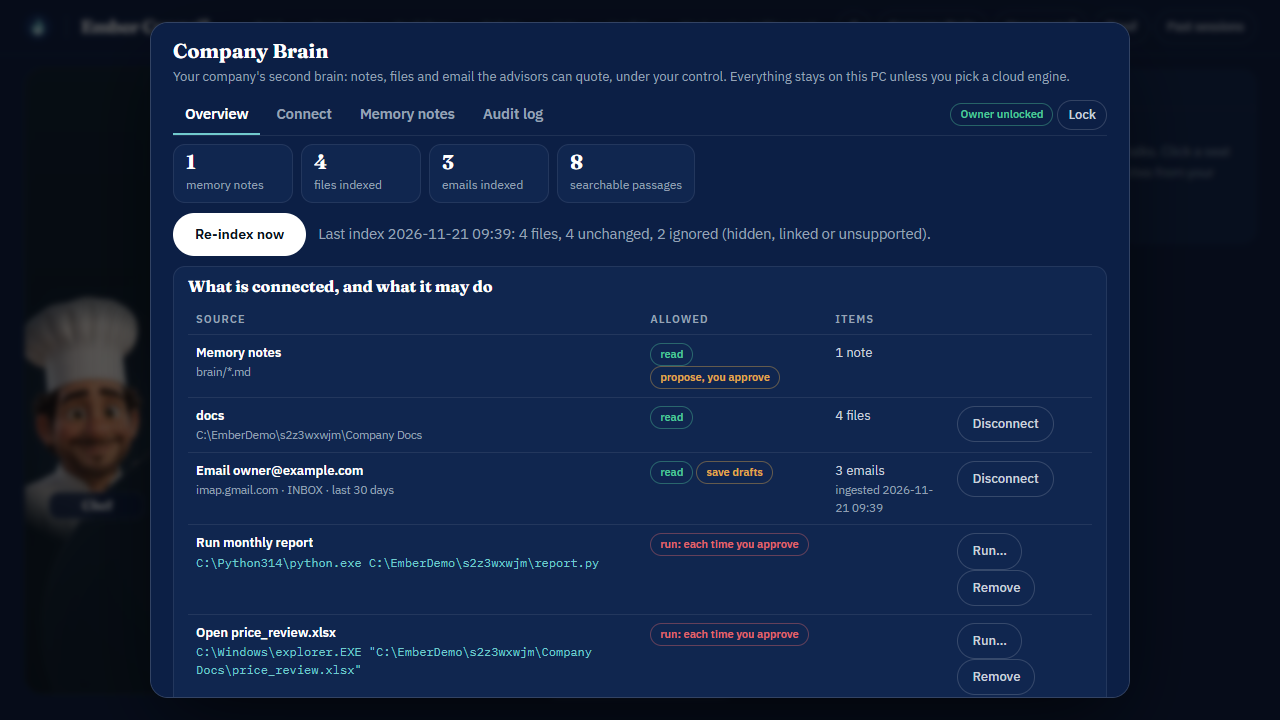 Company Brain
Your company's second brain: notes, files and email the advisors can quote, under your control. Everything stays on this PC unless you pick a cloud engine.
Overview Connect Memory notes Audit log Owner unlocked Lock
1 4 3 8
memory notes files indexed emails indexed searchable passages
Re-index now Last index 2026-11-21 09:39: 4 files, 4 unchanged, 2 ignored (hidden, linked or unsupported).
What is connected, and what it may do
SOURCE ALLOWED ITEMS
Memory notes read 1 note
brain/*.md propose, you approve
docs read 4 files Disconnect
C:\EmberDemo\s2z3wxwjm\Company Docs
Email owner@example.com read save drafts 3 emails Disconnect
imap.gmail.com · INBOX · last 30 days ingested 2026-11-
21 09:39
Run monthly report run: each time you approve Run...
C:\Python314\python.exe C:\EmberDemo\s2z3wxwjm\report.py
Remove
Open price_review.xlsx run: each time you approve Run...
C:\Windows\explorer.EXE "C:\EmberDemo\s2z3wxwjm\Company
Docs\price_review.xlsx" Remove